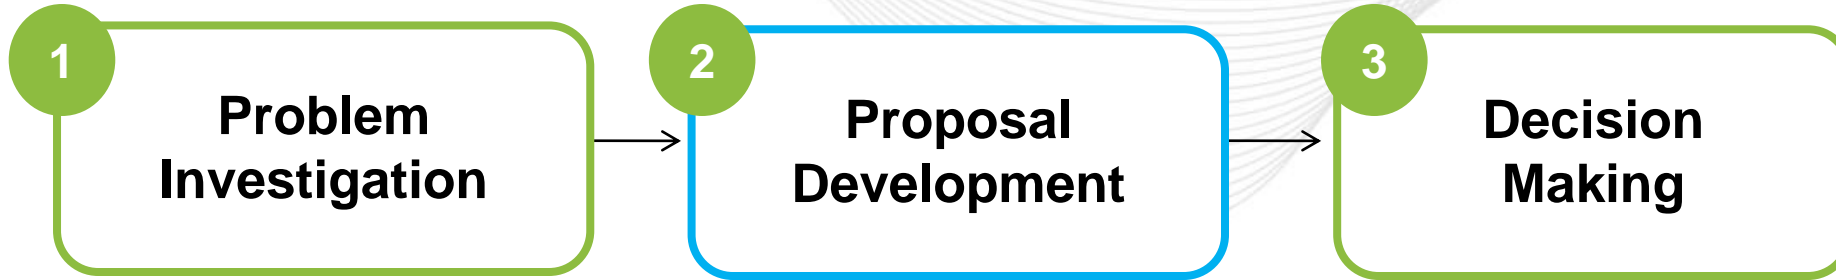 1
Problem
Investigation
2
Proposal
Development
3
Decision
Making